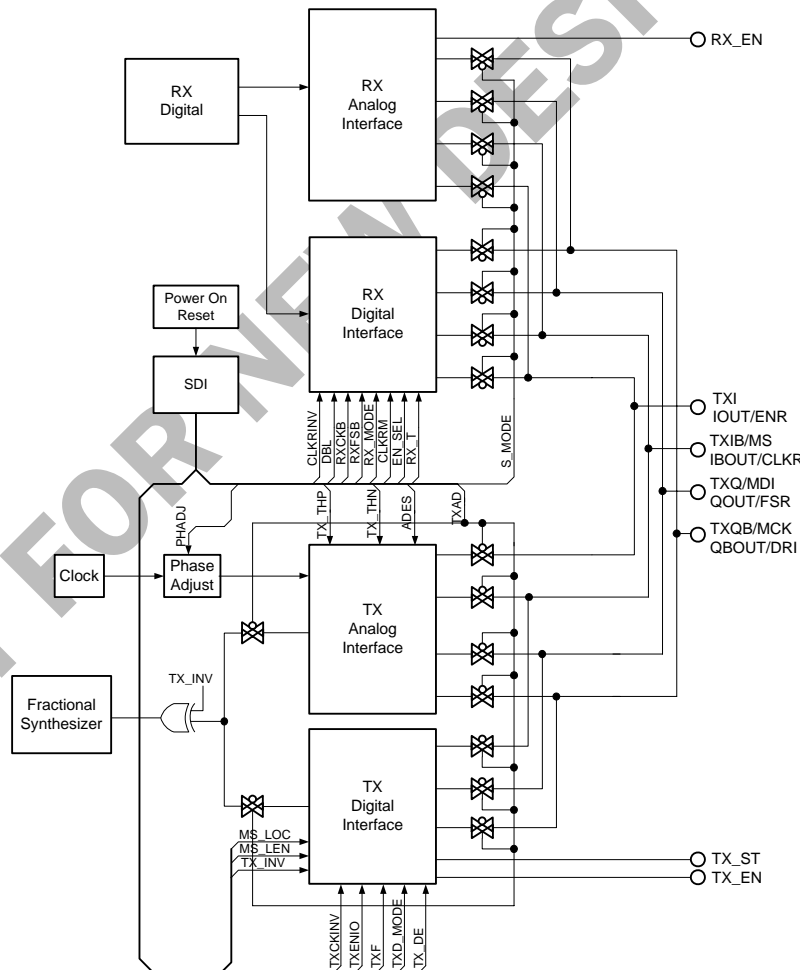 RX_EN
RX
Digital
RX
Analog
Interface
RX
Digital
Interface
Power On
Reset
SDI
CLKRINV
DBL
RXCKB
RXFSB
RX_MODE
CLKRM
EN_SEL
RX_T
S_MODE
TXI
IOUT/ENR
TXIB/MS
IBOUT/CLKR
TXQ/MDI
QOUT/FSR
TXQB/MCK
QBOUT/DRI
PHADJ
TX_THP
TX_THN
ADES
TXAD
Clock
Phase
Adjust
TX
Analog
Interface
TX_INV
Fractional
Synthesizer
TX
Digital
Interface
MS_LOC
MS_LEN
TX_INV
TX_ST
TX_EN
TXCKINV
TXENIO
TXF
TXD_MODE
TX_DE
FOR NEW DESI